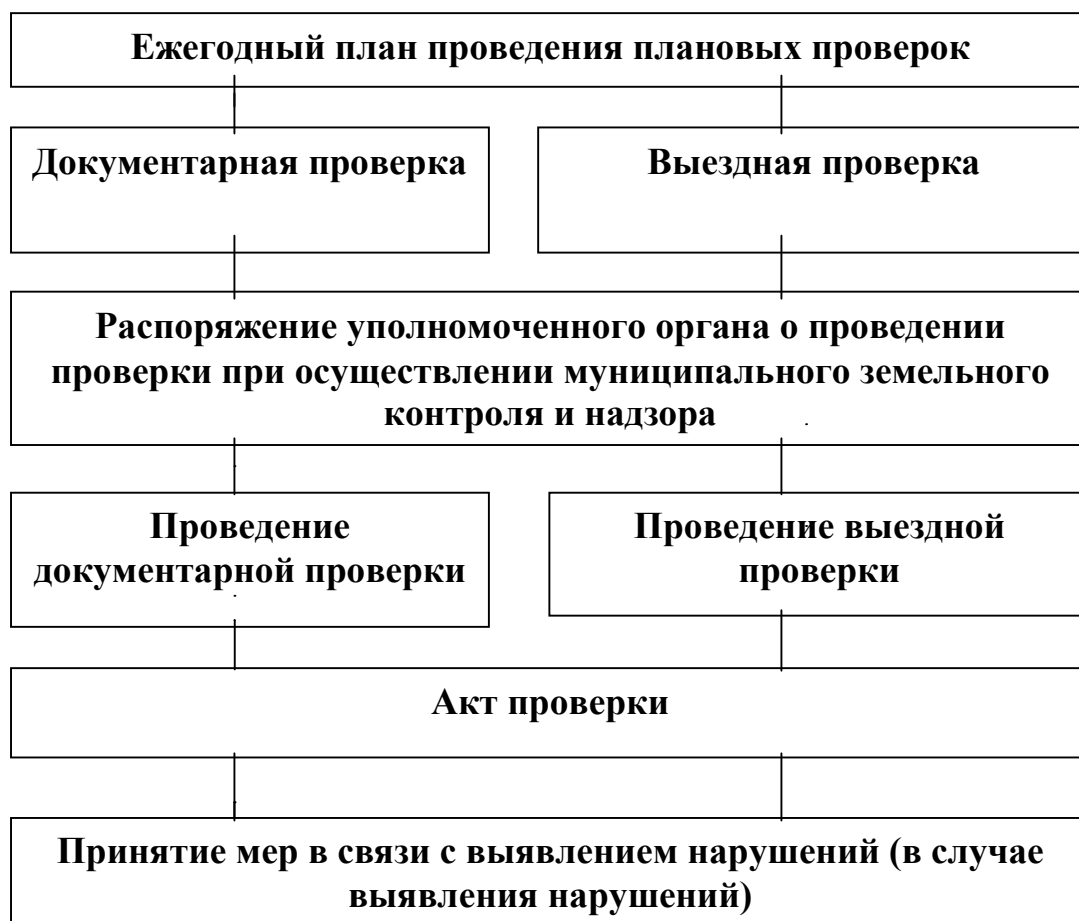 Ежегодный план проведения плановых проверок
Документарная проверка
Выездная проверка
Распоряжение уполномоченного органа о проведении
проверки при осуществлении муниципального земельного
контроля и надзора
Проведение
документарной проверки
Проведение выездной
проверки
Акт проверки
Принятие мер в связи с выявлением нарушений (в случае
выявления нарушений)